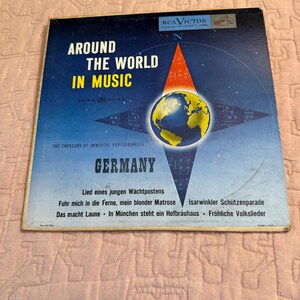 RCA VICTOR
N
AROUND
THE WORLD
IN MUSIC
THE TREASURY OF IMMORTAL PERFORMANCES
GERMANY
Lied eines jungen Wachtpostens
Fuhr mich in die Ferne, mein blonder Matrose • Isarwinkler Schützenparade
Das macht Laune • In München steht ein Hofbräuhaus • Fröhliche Volkslieder